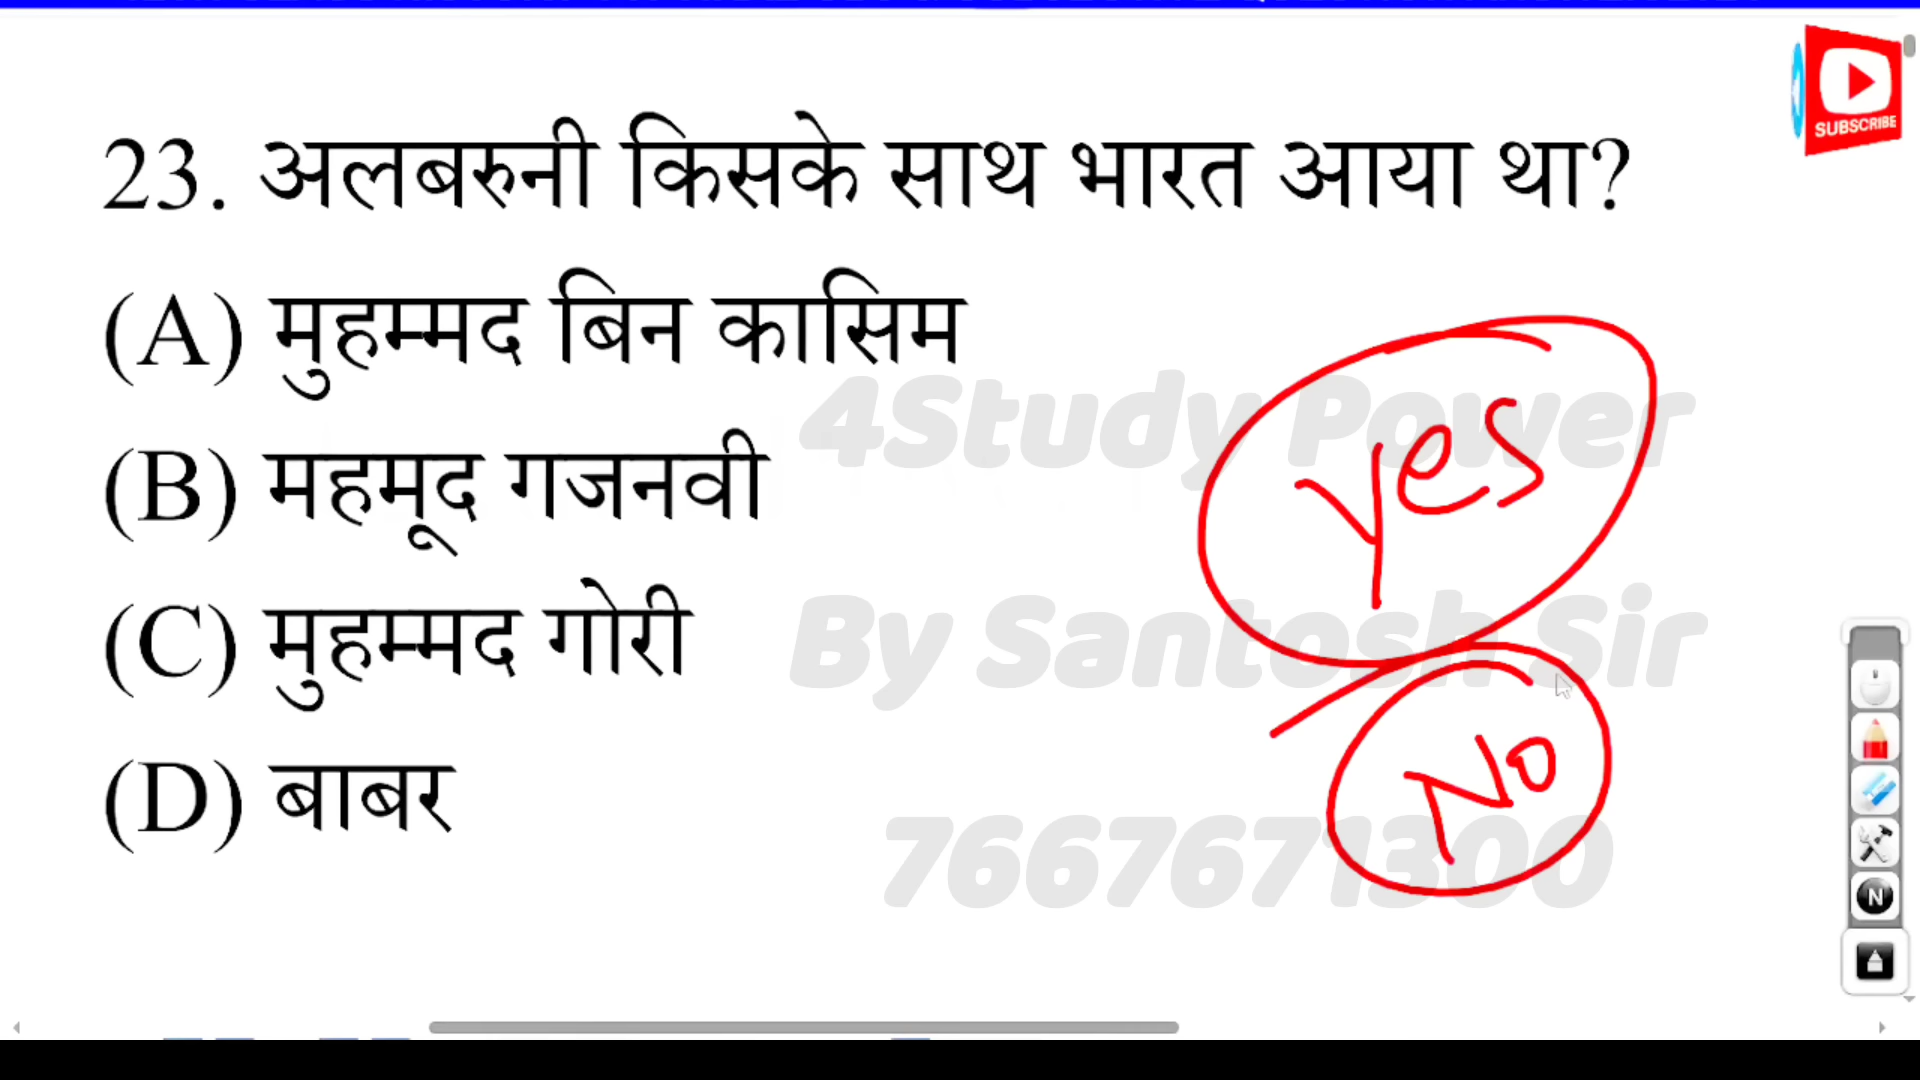 SUBSCRIBE
23. अलबरुनी किसके साथ भारत आया था?
(A) मुहम्मद बिन कासिम
(B) महमूद गजनवी
(C) मुहम्मद गोरी
(D) बाबर
4Study Power
By Santosh Sir
7667671300
Yes
No
N